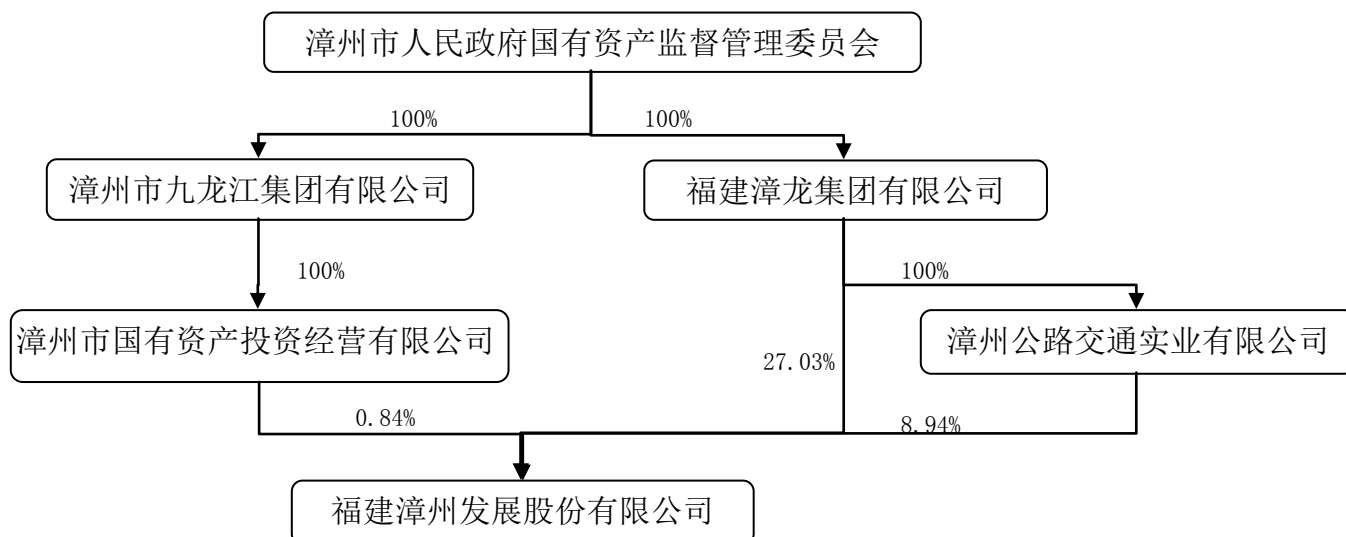 漳州市人民政府国有资产监督管理委员会
100%
100%
漳州市九龙江集团有限公司
福建漳龙集团有限公司
100%
100%
漳州市国有资产投资经营有限公司
漳州公路交通实业有限公司
27.03%
0.84%
8.94%
福建漳州发展股份有限公司